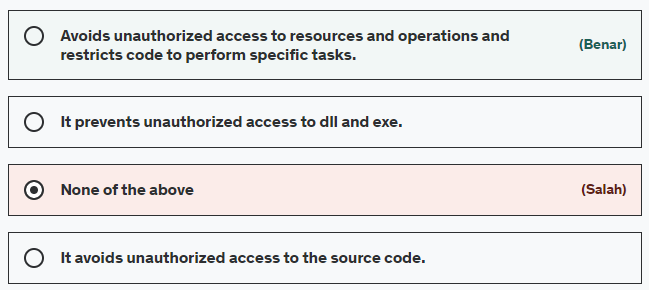 Avoids unauthorized access to resources and operations and
restricts code to perform specific tasks.
(Benar)
It prevents unauthorized access to dll and exe.
None of the above
(Salah)
It avoids unauthorized access to the source code.